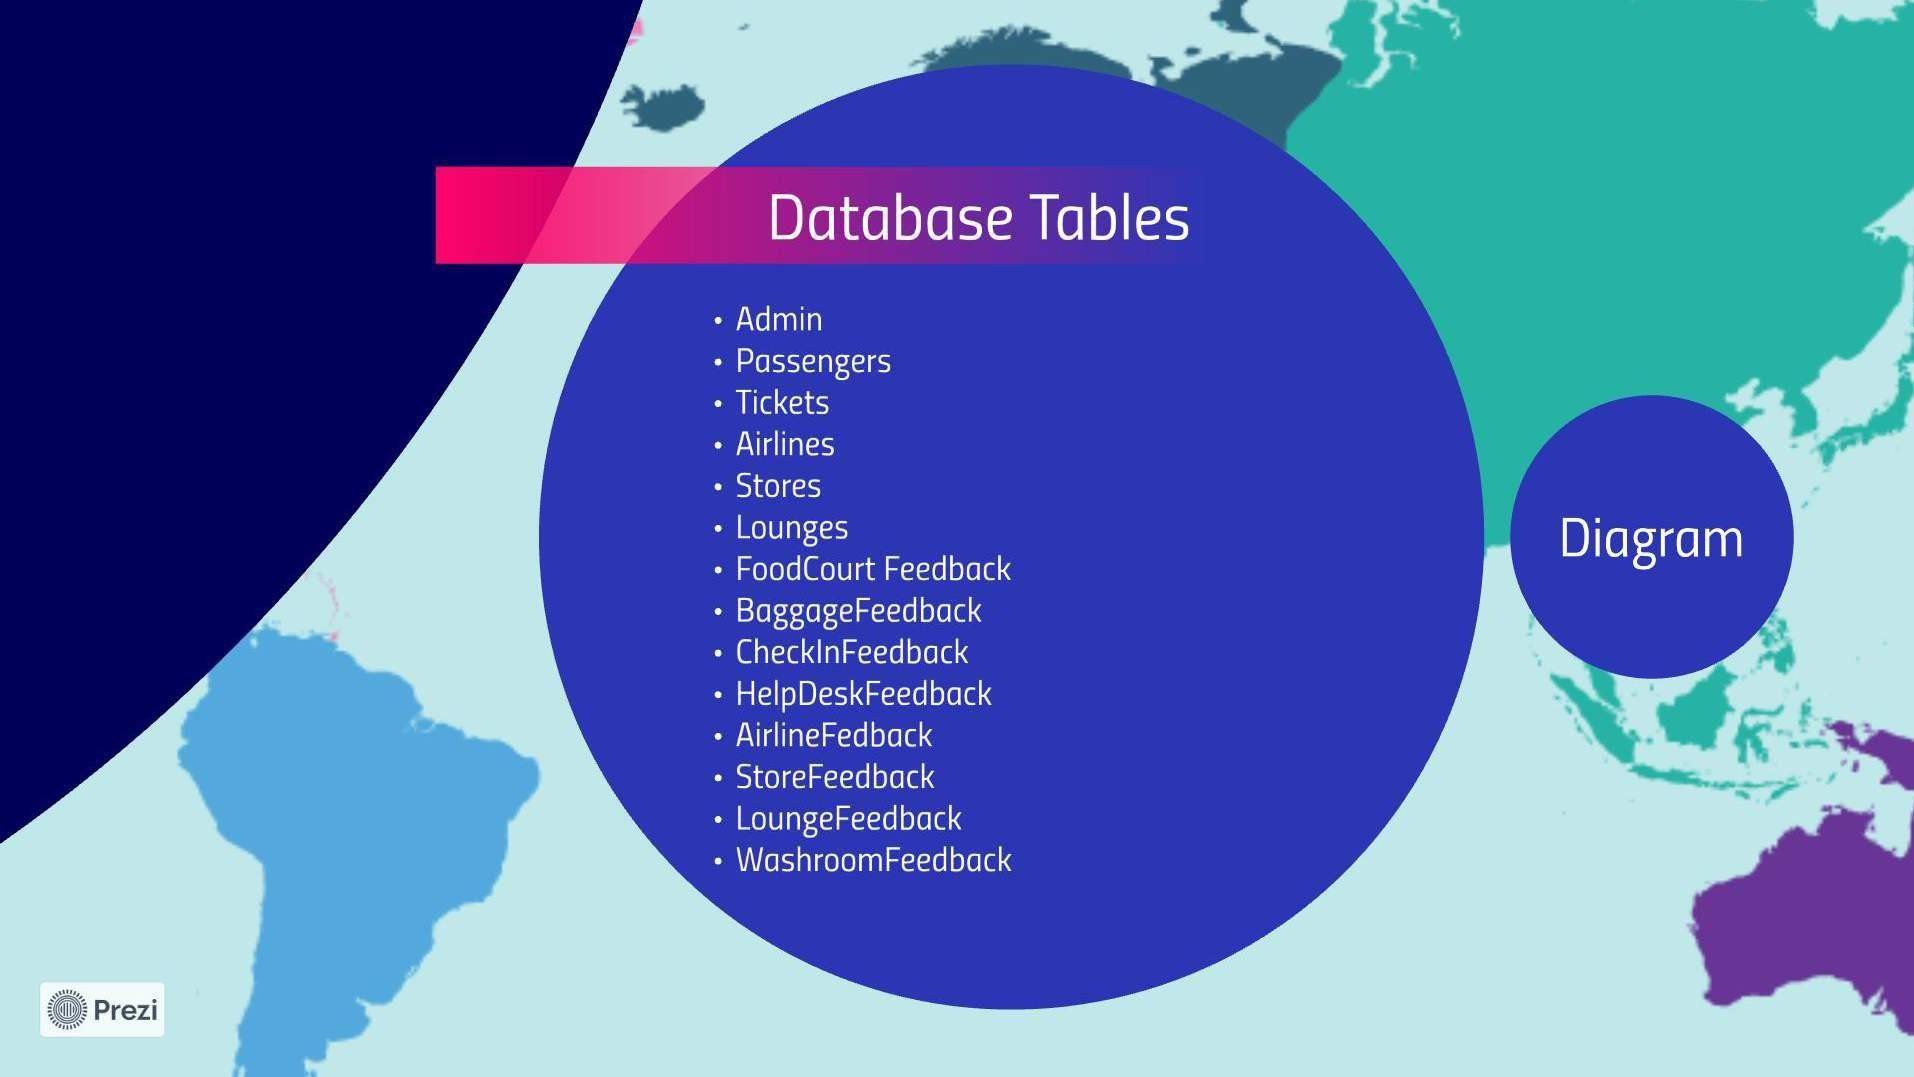 Database Tables
• Admin
• Passengers
• Tickets
• Airlines
• Stores
• Lounges
• FoodCourt Feedback
• BaggageFeedback
• CheckInFeedback
• HelpDeskFeedback
• AirlineFedback
• StoreFeedback
• LoungeFeedback
• WashroomFeedback
Diagram
Prezi